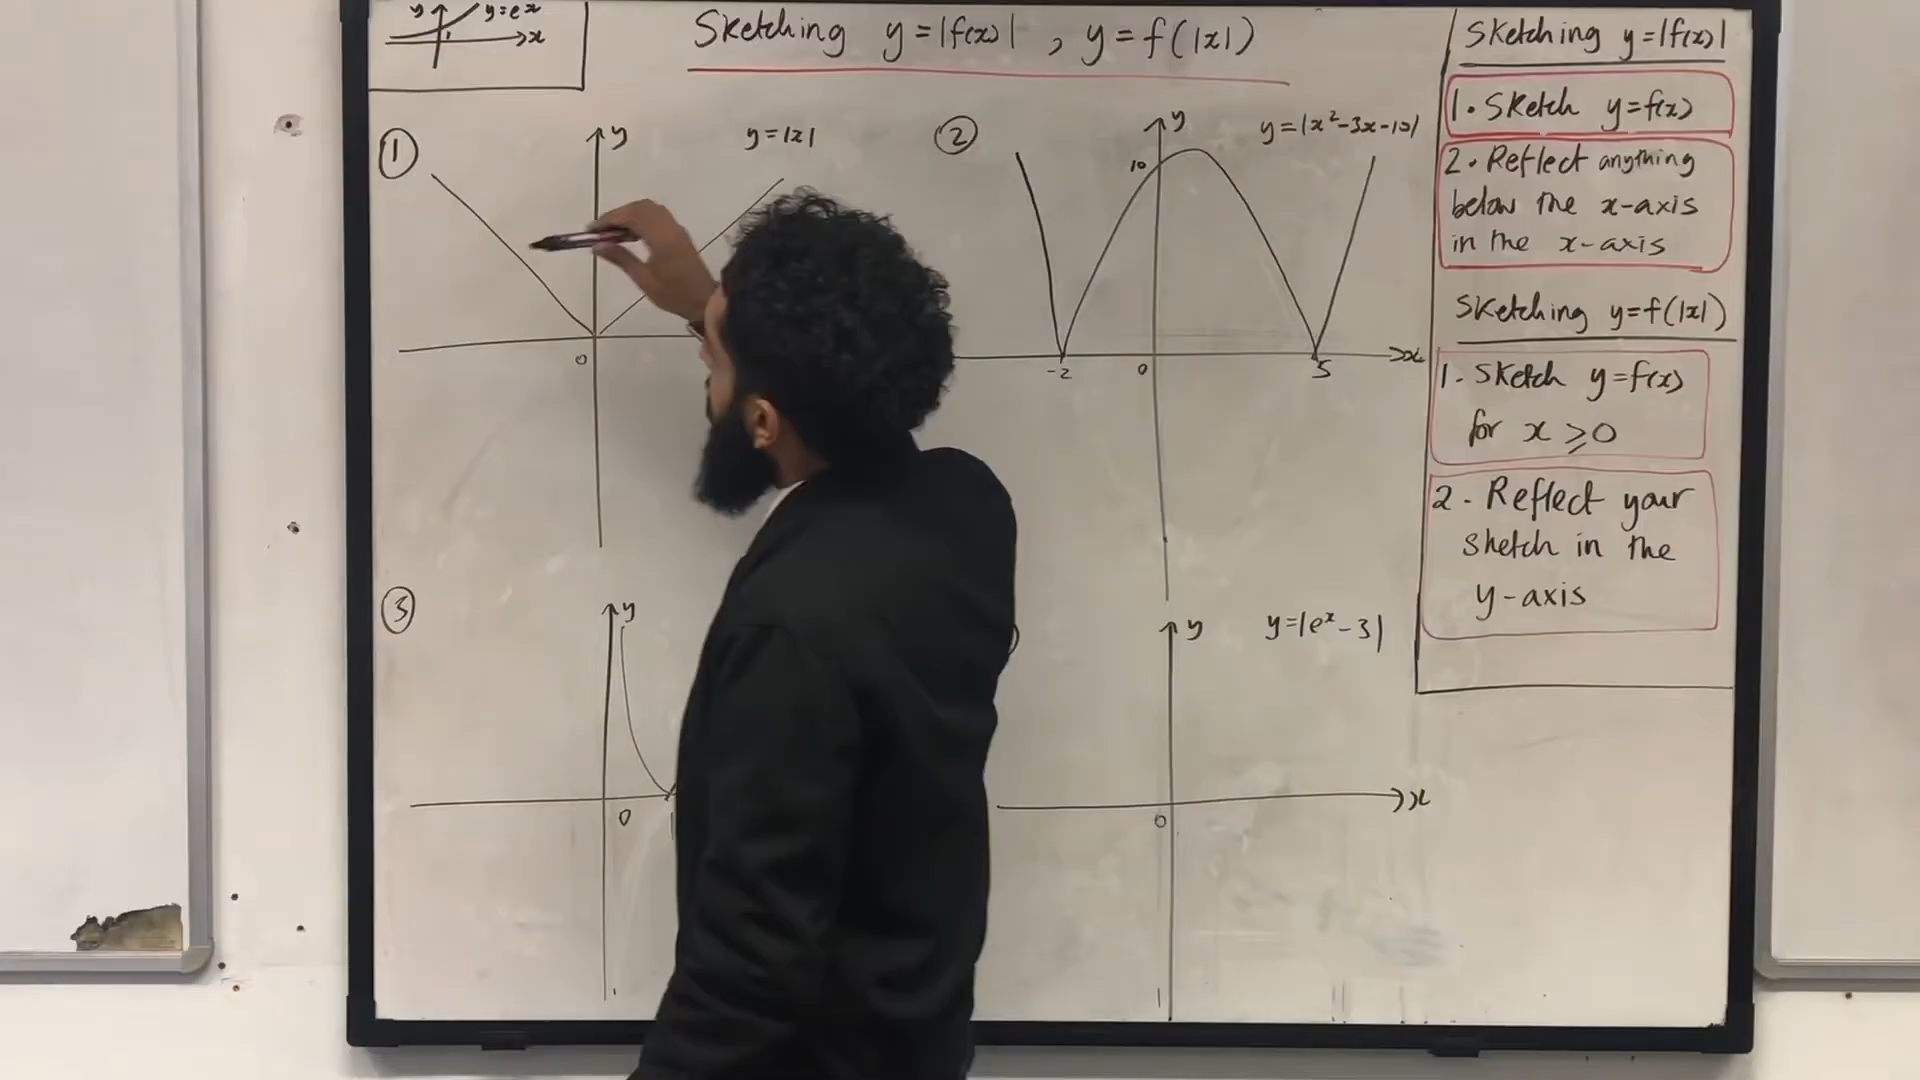 y y=e^x
1 x
Sketching y=|f(x)| , y=f(|x|)
① y y=|x|
0
② y y=|x²-3x-10|
10
-2 0 5 x
③ y
0 1
y y=|e^x-3|
0 x
Sketching y=|f(x)|
1. Sketch y=f(x)
2. Reflect anything
below the x-axis
in the x-axis
Sketching y=f(|x|)
1. Sketch y=f(x)
for x ≥ 0
2. Reflect your
sketch in the
y-axis